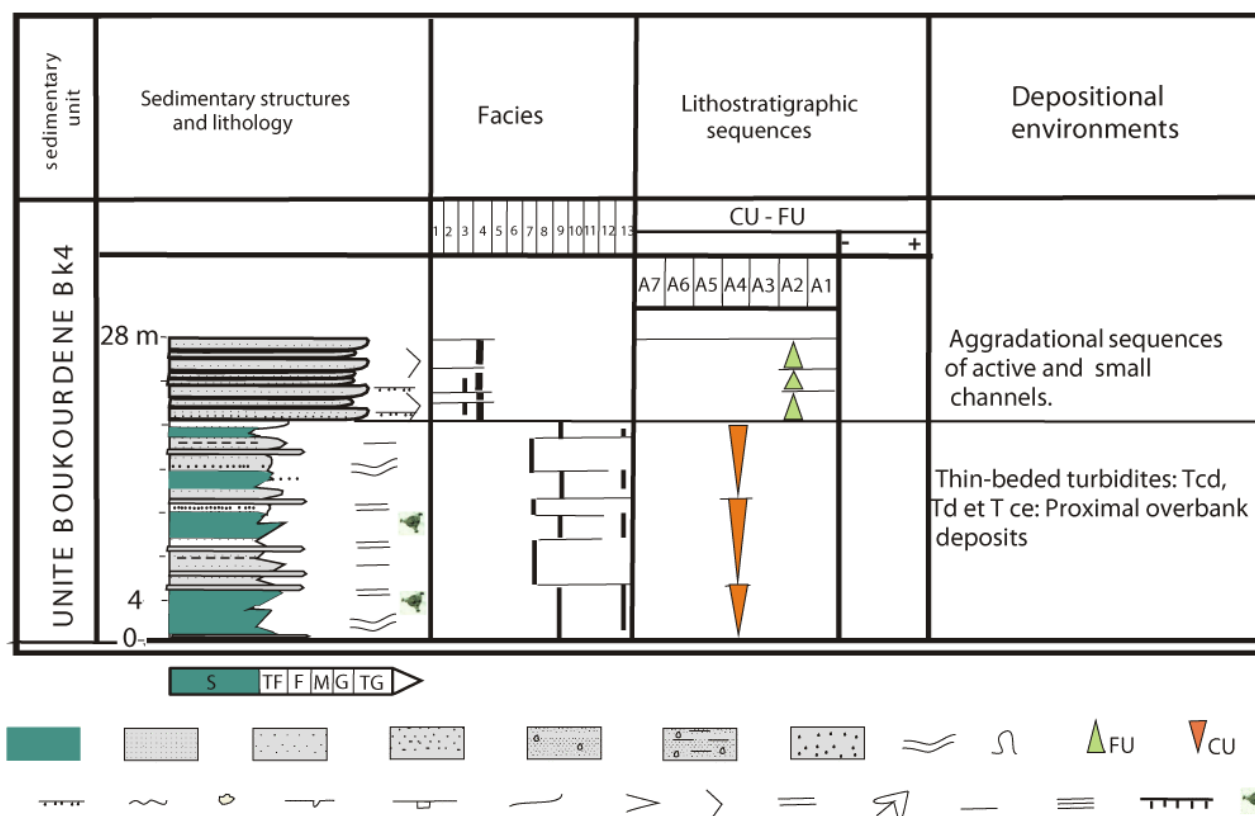 sedimentary
unit
Sedimentary structures
and lithology
Facies
Lithostratigraphic
sequences
Depositional
environments
UNITE BOUKOURDENE Bk4
1 2 3 4 5 6 7 8 9 10 11 12 13
CU - FU
- +
A7 A6 A5 A4 A3 A2 A1
28 m
4
0
Aggradational sequences
of active and small
channels.
Thin-beded turbidites: Tcd,
Td et T ce: Proximal overbank
deposits
S TF F M G TG
FU
CU